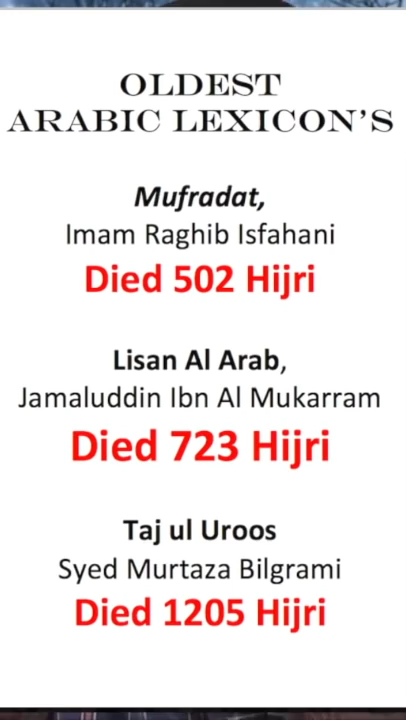 OLDEST
ARABIC LEXICON'S
Mufradat,
Imam Raghib Isfahani
Died 502 Hijri
Lisan Al Arab,
Jamaluddin Ibn Al Mukarram
Died 723 Hijri
Taj ul Uroos
Syed Murtaza Bilgrami
Died 1205 Hijri